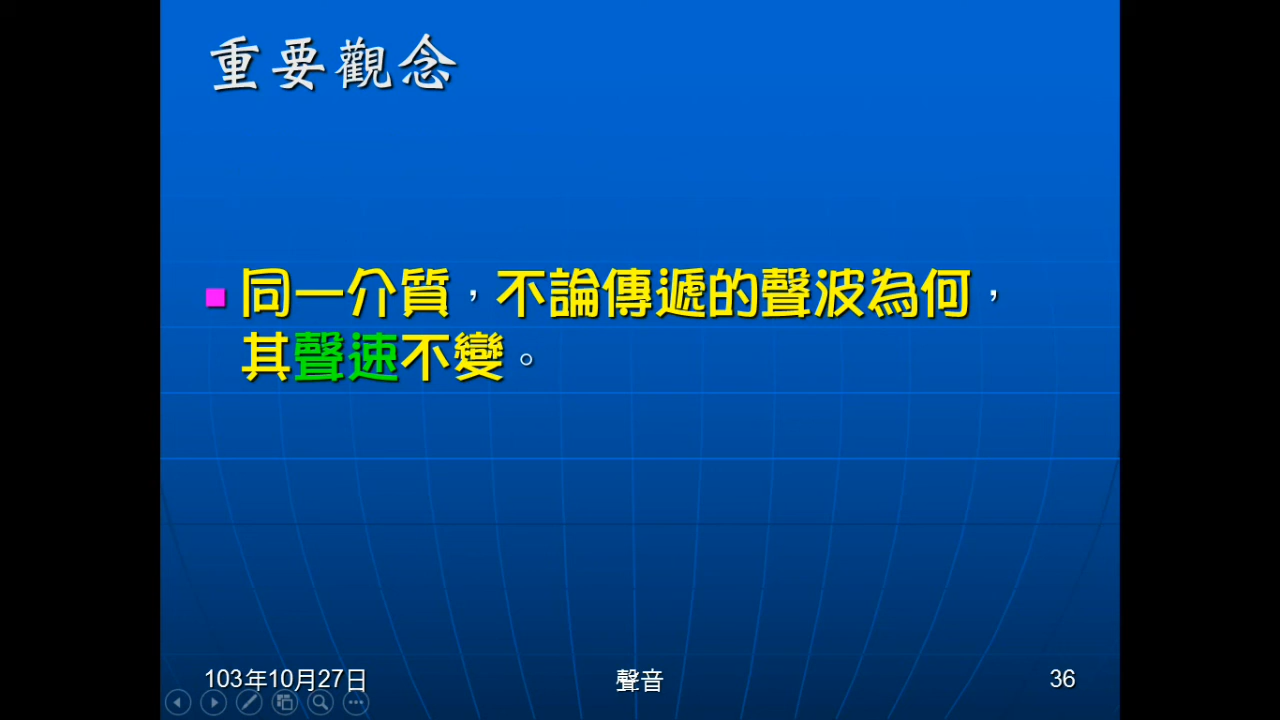 重要觀念
同一介質，不論傳遞的聲波為何，
其聲速不變。
103年10月27日
聲音
36